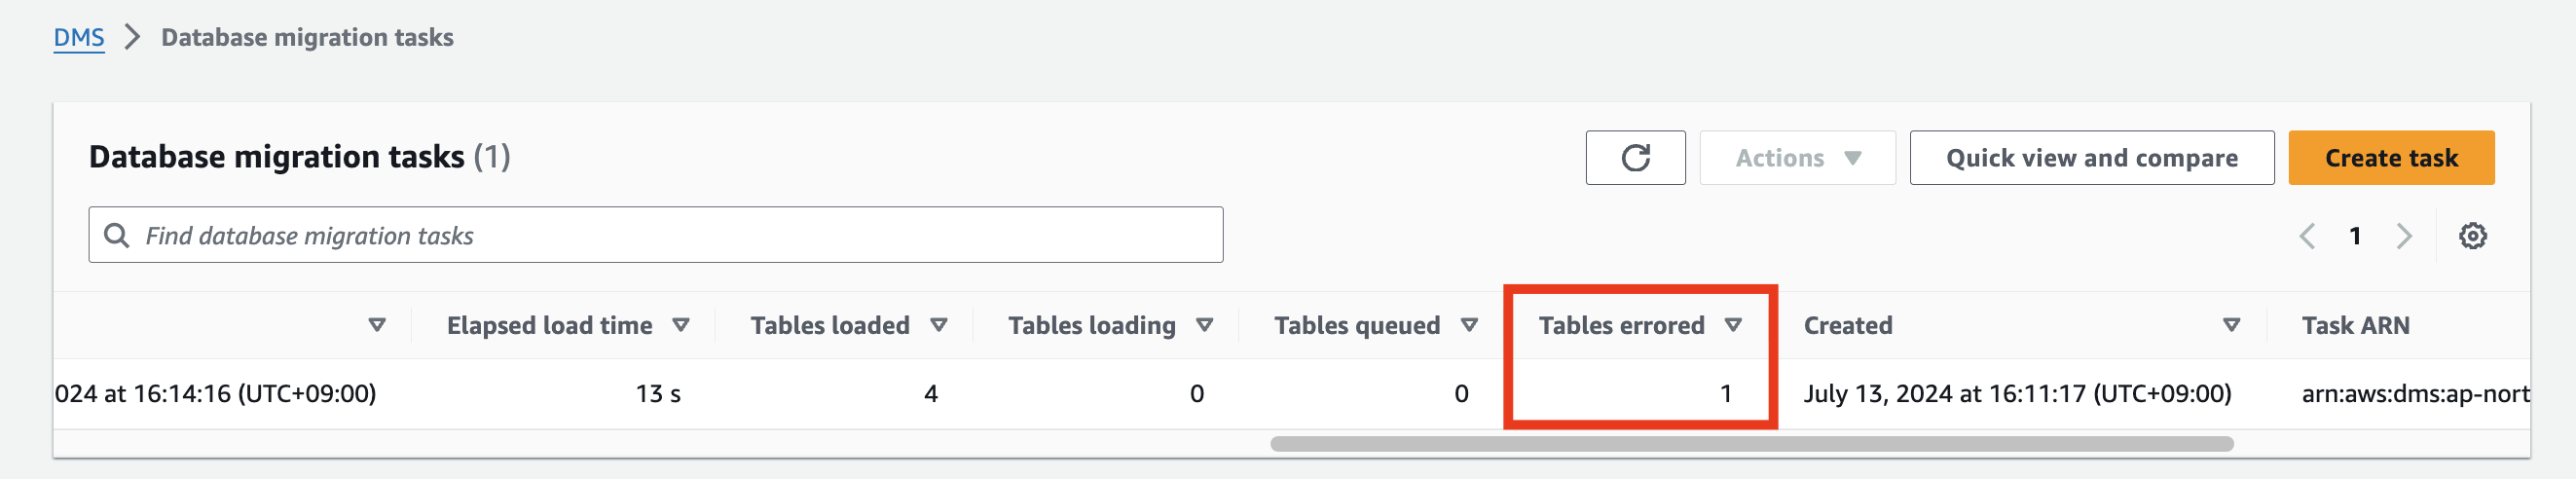 DMS > Database migration tasks
Database migration tasks (1)
Actions
Quick view and compare
Create task
Find database migration tasks
1
Elapsed load time Tables loaded Tables loading Tables queued Tables errored Created Task ARN
024 at 16:14:16 (UTC+09:00) 13 s 4 0 0 1 July 13, 2024 at 16:11:17 (UTC+09:00) arn:aws:dms:ap-nort